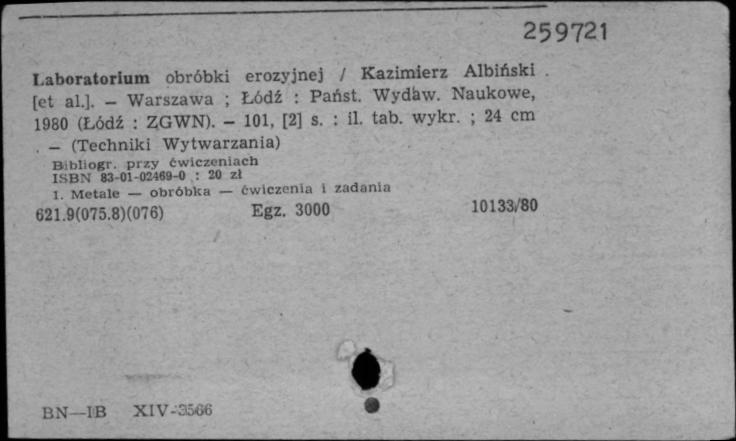 259721
Laboratorium obróbki erozyjnej / Kazimierz Albiński .
[et al.]. — Warszawa ; Łódź : Państ. Wydaw. Naukowe,
1980 (Łódź : ZGWN). — 101, [2] s. : il. tab. wykr. ; 24 cm
. — (Techniki Wytwarzania)
Bibliogr. przy ćwiczeniach
ISBN 83-01-02469-0 : 20 zł
1. Metale — obróbka — ćwiczenia i zadania
621.9(075.8)(076) Egz. 3000 10133/80
BN—IB XIV-3566